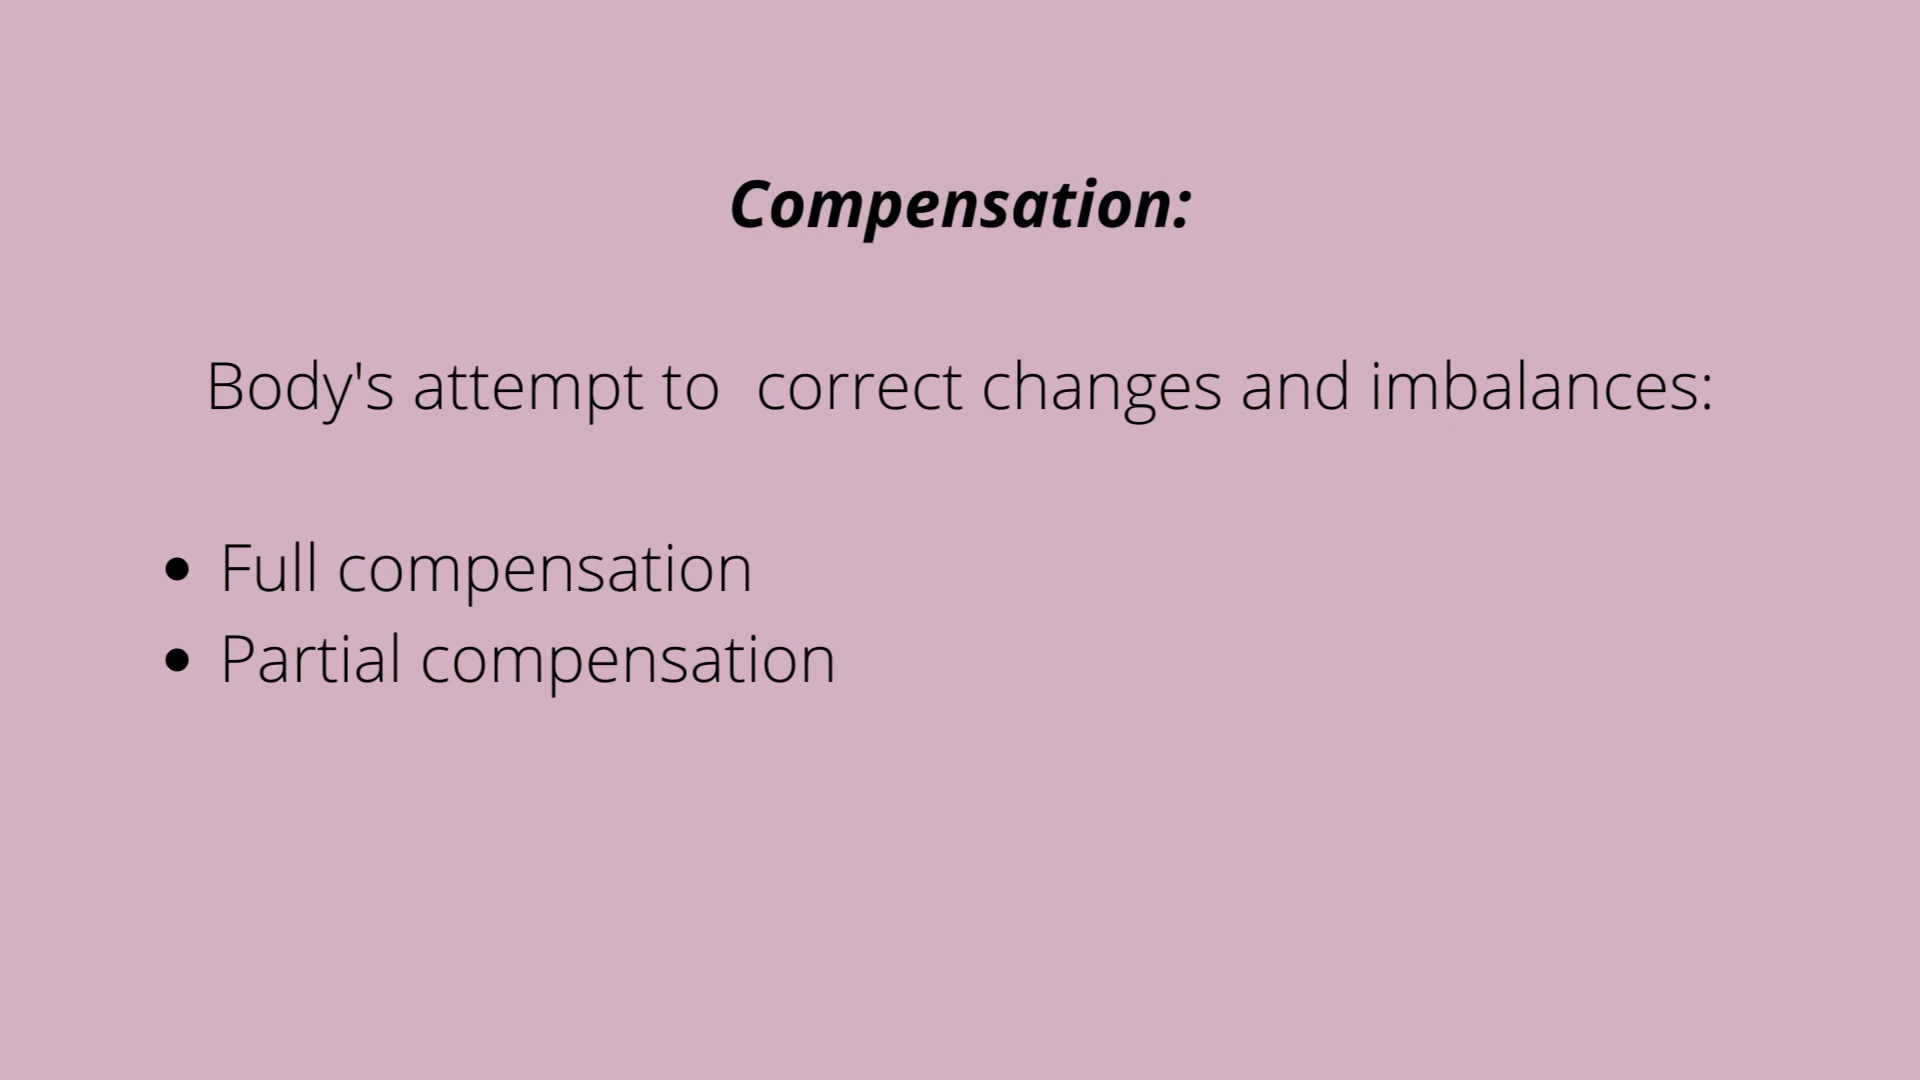 Compensation:
Body's attempt to  correct changes and imbalances:
• Full compensation
• Partial compensation